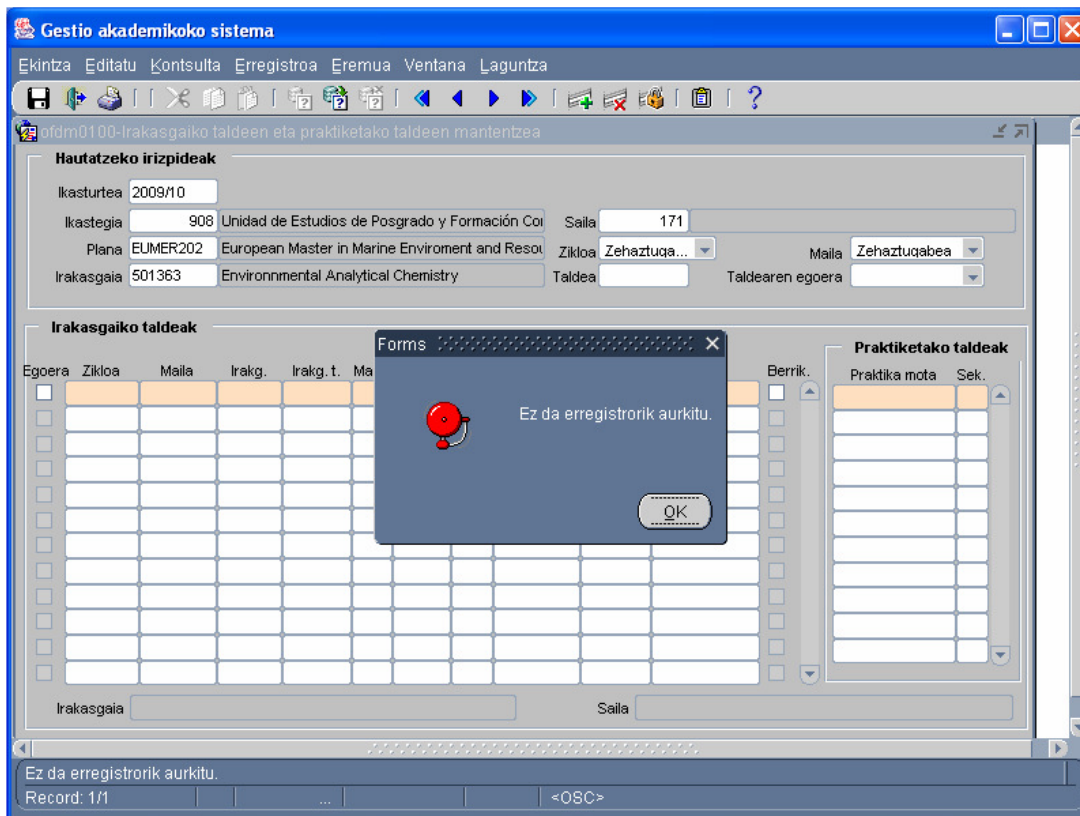 Gestio akademikoko sistema
Ekintza Editatu Kontsulta Erregistroa Eremua Ventana Laguntza
ofdm0100-Irakasgaiko taldeen eta praktiketako taldeen mantentzea
Hautatzeko irizpideak
Ikasturtea 2009/10
Ikastegia 908 Unidad de Estudios de Posgrado y Formación Coi Saila 171
Plana EUMER202 European Master in Marine Enviroment and Resou Zikloa Zehaztuga... Maila Zehaztugabea
Irakasgaia 501363 Environnmental Analytical Chemistry Taldea Taldearen egoera
Irakasgaiko taldeak
Forms
Praktiketako taldeak
Egoera Zikloa Maila Irakg. Irakg. t. Ma Berrik. Praktika mota Sek.
Ez da erregistrorik aurkitu.
OK
Irakasgaia Saila
Ez da erregistrorik aurkitu.
Record: 1/1 ... <OSC>